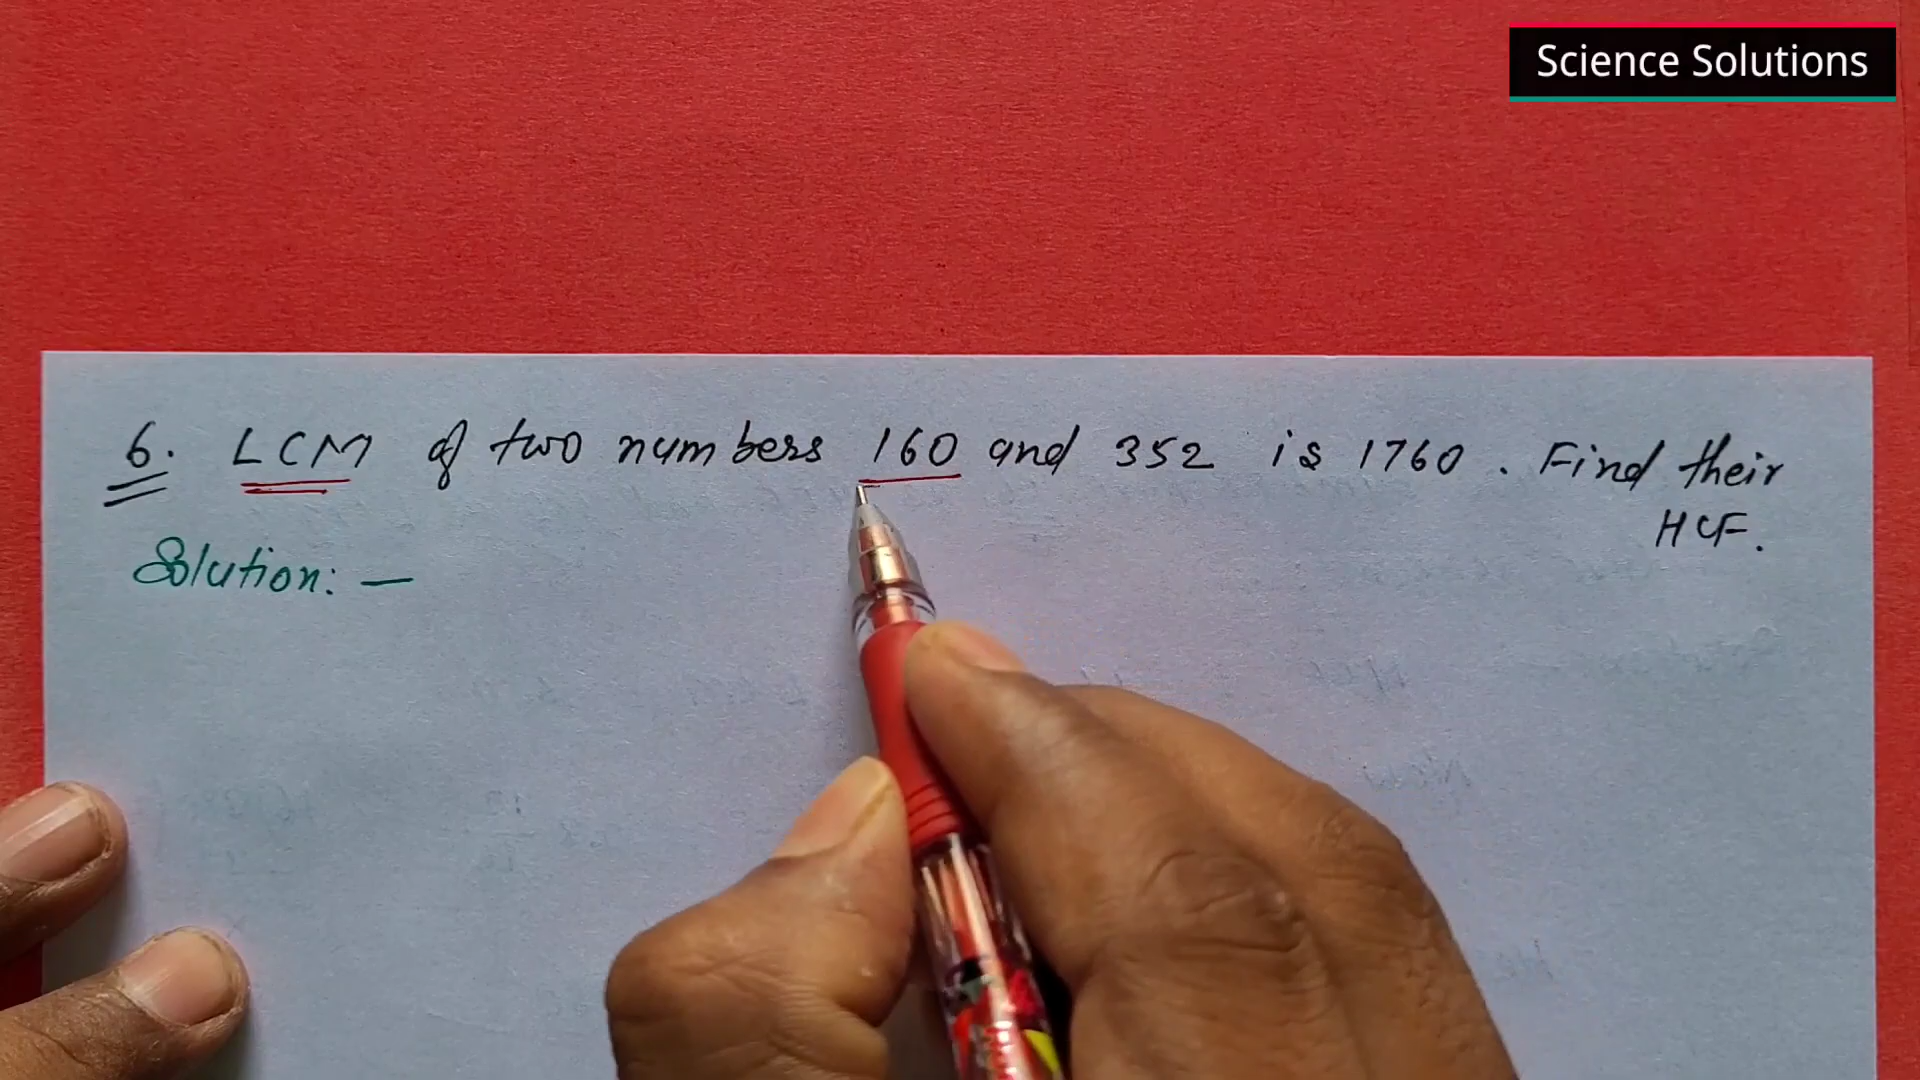 Science Solutions
6. LCM of two numbers 160 and 352 is 1760. Find their
HCF.
Solution: —